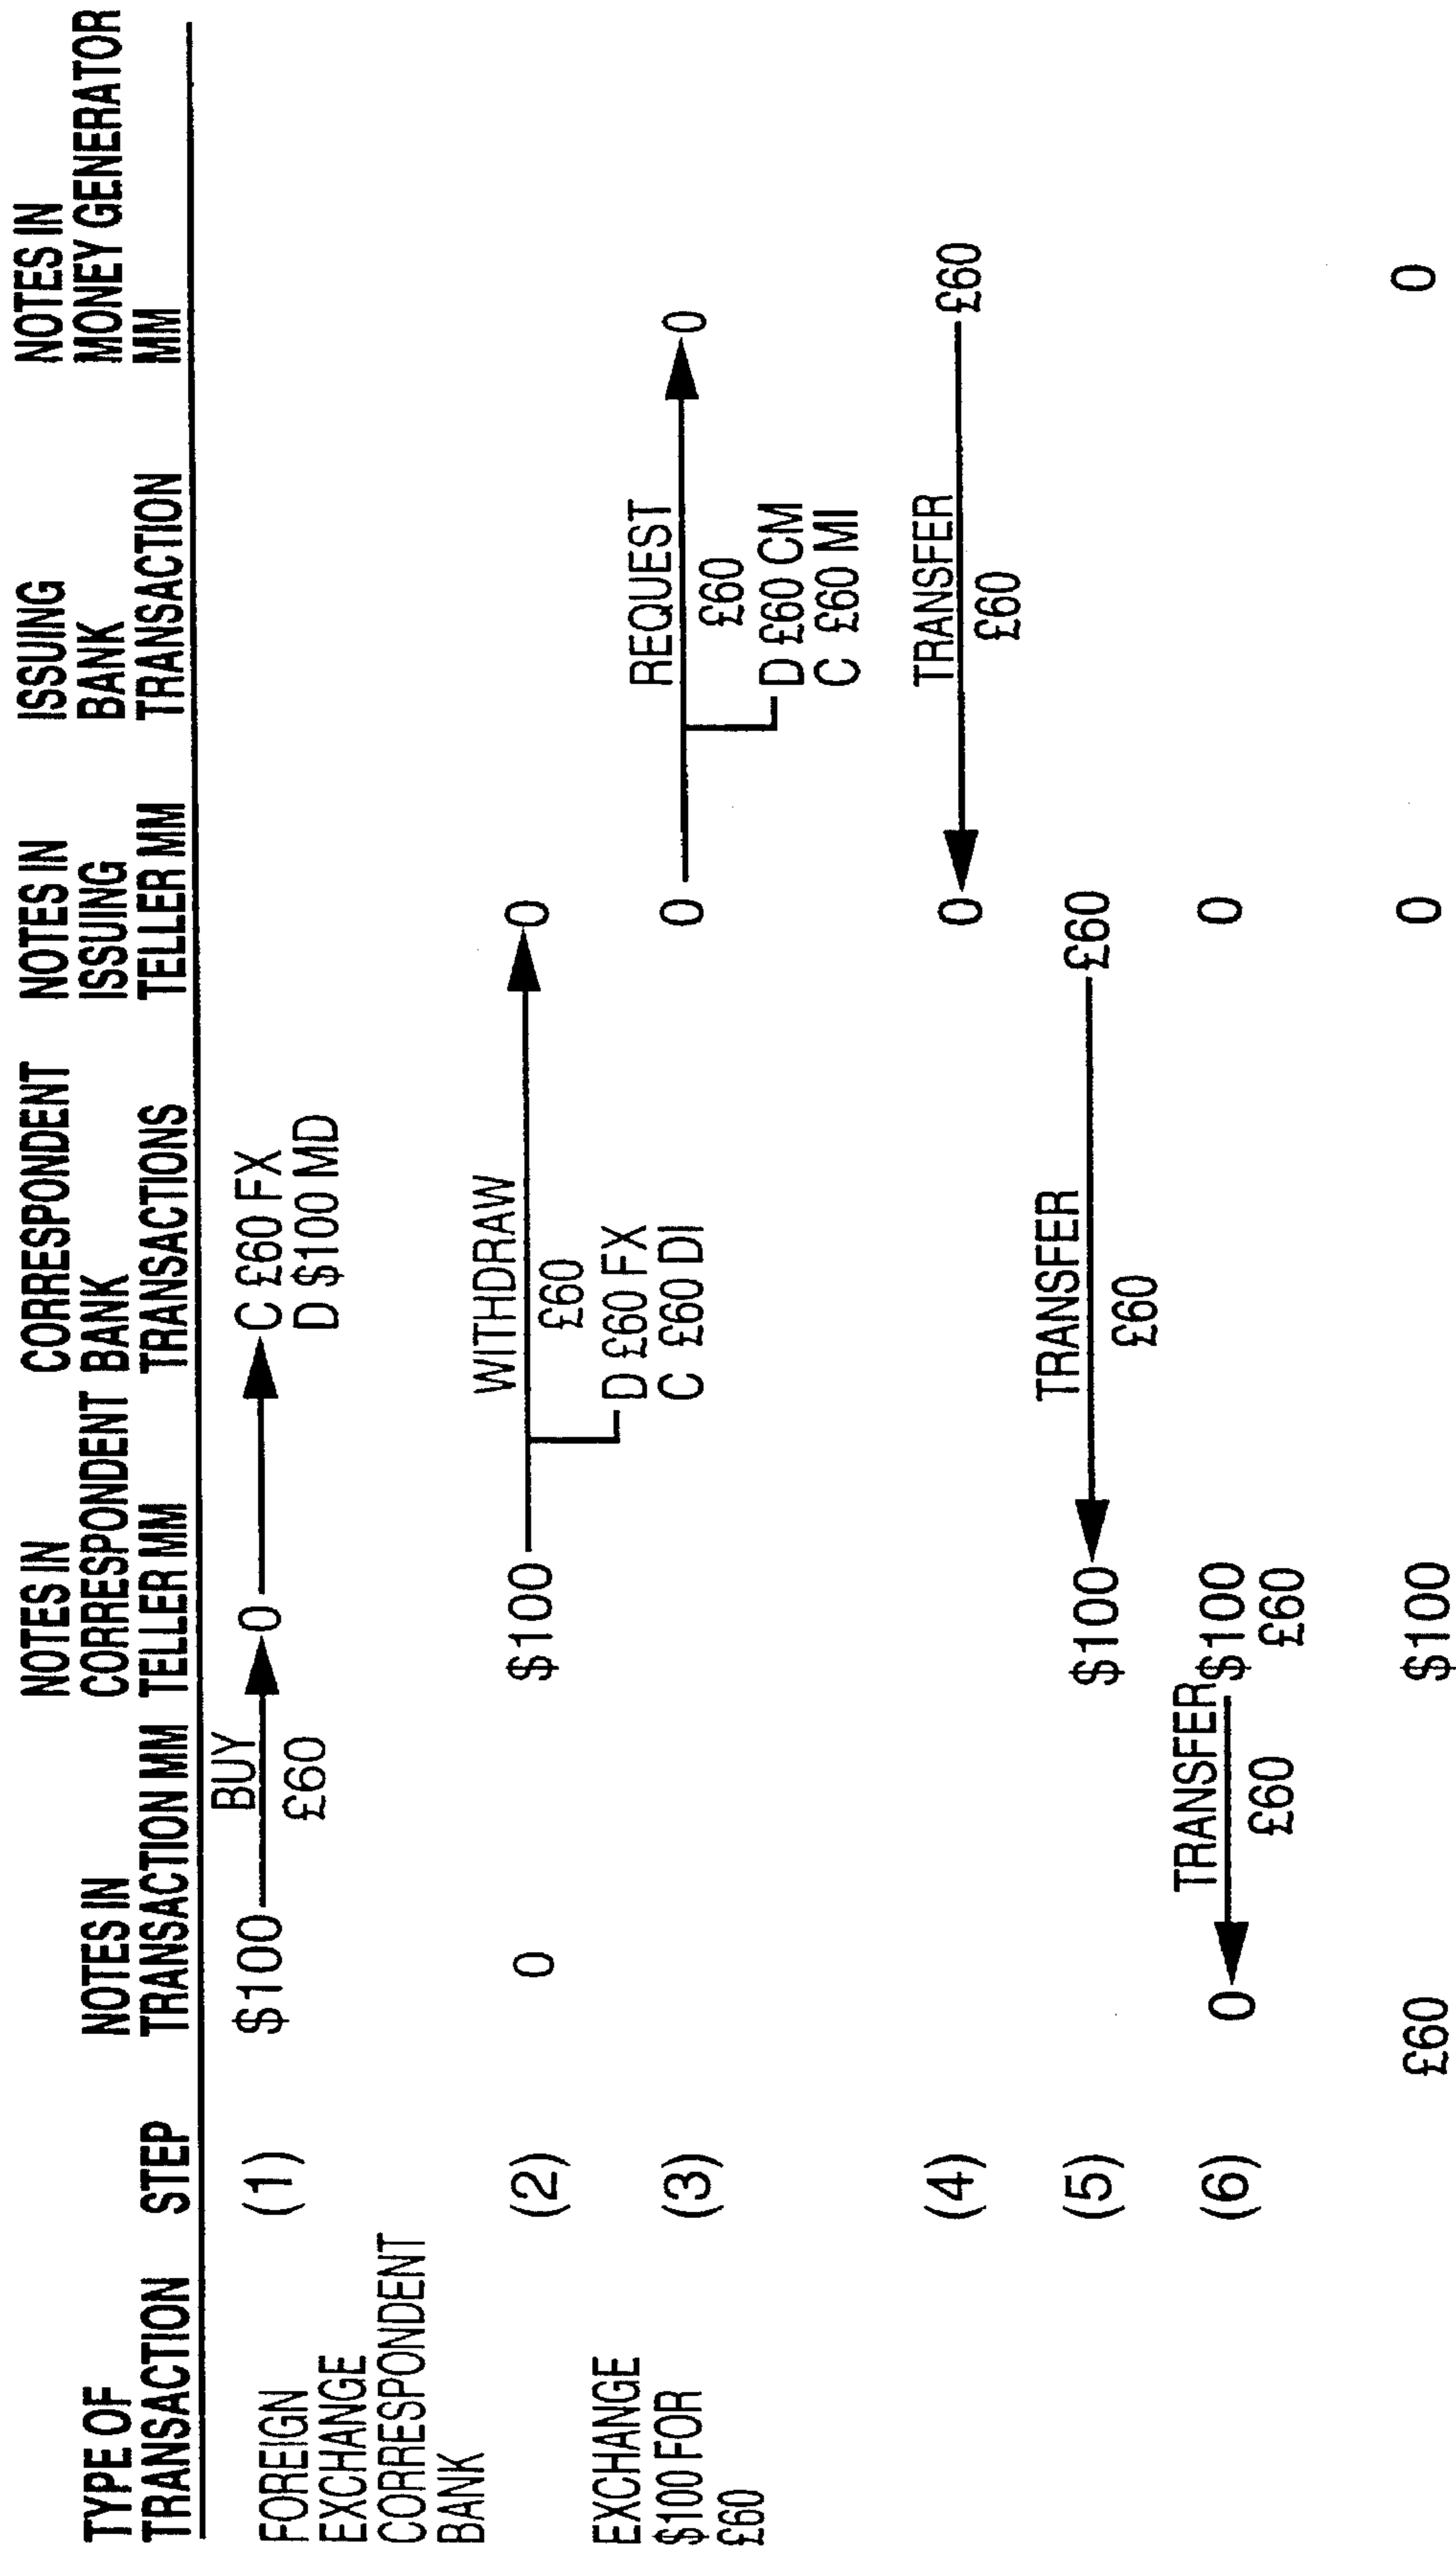 TYPE OF
TRANSACTION
STEP
NOTES IN
TRANSACTION MM
NOTES IN
CORRESPONDENT
TELLER MM
CORRESPONDENT
BANK
TRANSACTIONS
NOTES IN
ISSUING
TELLER MM
ISSUING
BANK
TRANSACTION
NOTES IN
MONEY GENERATOR
MM
FOREIGN
EXCHANGE
CORRESPONDENT
BANK
EXCHANGE
$100 FOR
£60
(1)
$100
BUY
£60
0
C £60 FX
D $100 MD
(2)
0
$100
WITHDRAW
£60
D £60 FX
C £60 DI
0
(3)
0
REQUEST
£60
D £60 CM
C £60 MI
0
(4)
0
TRANSFER
£60
£60
(5)
$100
TRANSFER
£60
£60
(6)
0
TRANSFER
£60
$100
£60
0
£60
$100
0
0